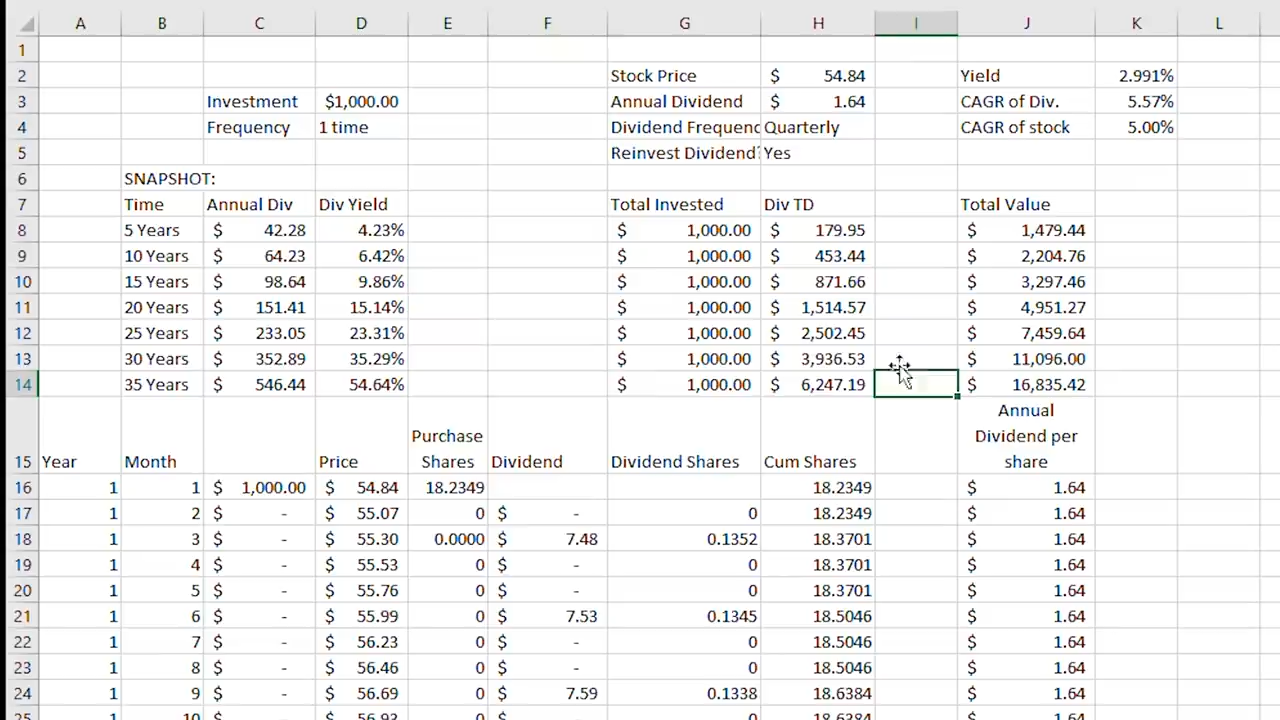 A B C D E F G H I J K L
1
2 Stock Price $ 54.84 Yield 2.991%
3 Investment $1,000.00 Annual Dividend $ 1.64 CAGR of Div. 5.57%
4 Frequency 1 time Dividend Frequenc Quarterly CAGR of stock 5.00%
5 Reinvest Dividend? Yes
6 SNAPSHOT:
7 Time Annual Div Div Yield Total Invested Div TD Total Value
8 5 Years $ 42.28 4.23% $ 1,000.00 $ 179.95 $ 1,479.44
9 10 Years $ 64.23 6.42% $ 1,000.00 $ 453.44 $ 2,204.76
10 15 Years $ 98.64 9.86% $ 1,000.00 $ 871.66 $ 3,297.46
11 20 Years $ 151.41 15.14% $ 1,000.00 $ 1,514.57 $ 4,951.27
12 25 Years $ 233.05 23.31% $ 1,000.00 $ 2,502.45 $ 7,459.64
13 30 Years $ 352.89 35.29% $ 1,000.00 $ 3,936.53 $ 11,096.00
14 35 Years $ 546.44 54.64% $ 1,000.00 $ 6,247.19 $ 16,835.42
Annual
Purchase Dividend per
15 Year Month Price Shares Dividend Dividend Shares Cum Shares share
16 1 1 $ 1,000.00 $ 54.84 18.2349 18.2349 $ 1.64
17 1 2 $ - $ 55.07 0 $ - 0 18.2349 $ 1.64
18 1 3 $ - $ 55.30 0.0000 $ 7.48 0.1352 18.3701 $ 1.64
19 1 4 $ - $ 55.53 0 $ - 0 18.3701 $ 1.64
20 1 5 $ - $ 55.76 0 $ - 0 18.3701 $ 1.64
21 1 6 $ - $ 55.99 0 $ 7.53 0.1345 18.5046 $ 1.64
22 1 7 $ - $ 56.23 0 $ - 0 18.5046 $ 1.64
23 1 8 $ - $ 56.46 0 $ - 0 18.5046 $ 1.64
24 1 9 $ - $ 56.69 0 $ 7.59 0.1338 18.6384 $ 1.64
25 1 10 $ - $ 56.93 0 $ - 0 18.6384 $ 1.64